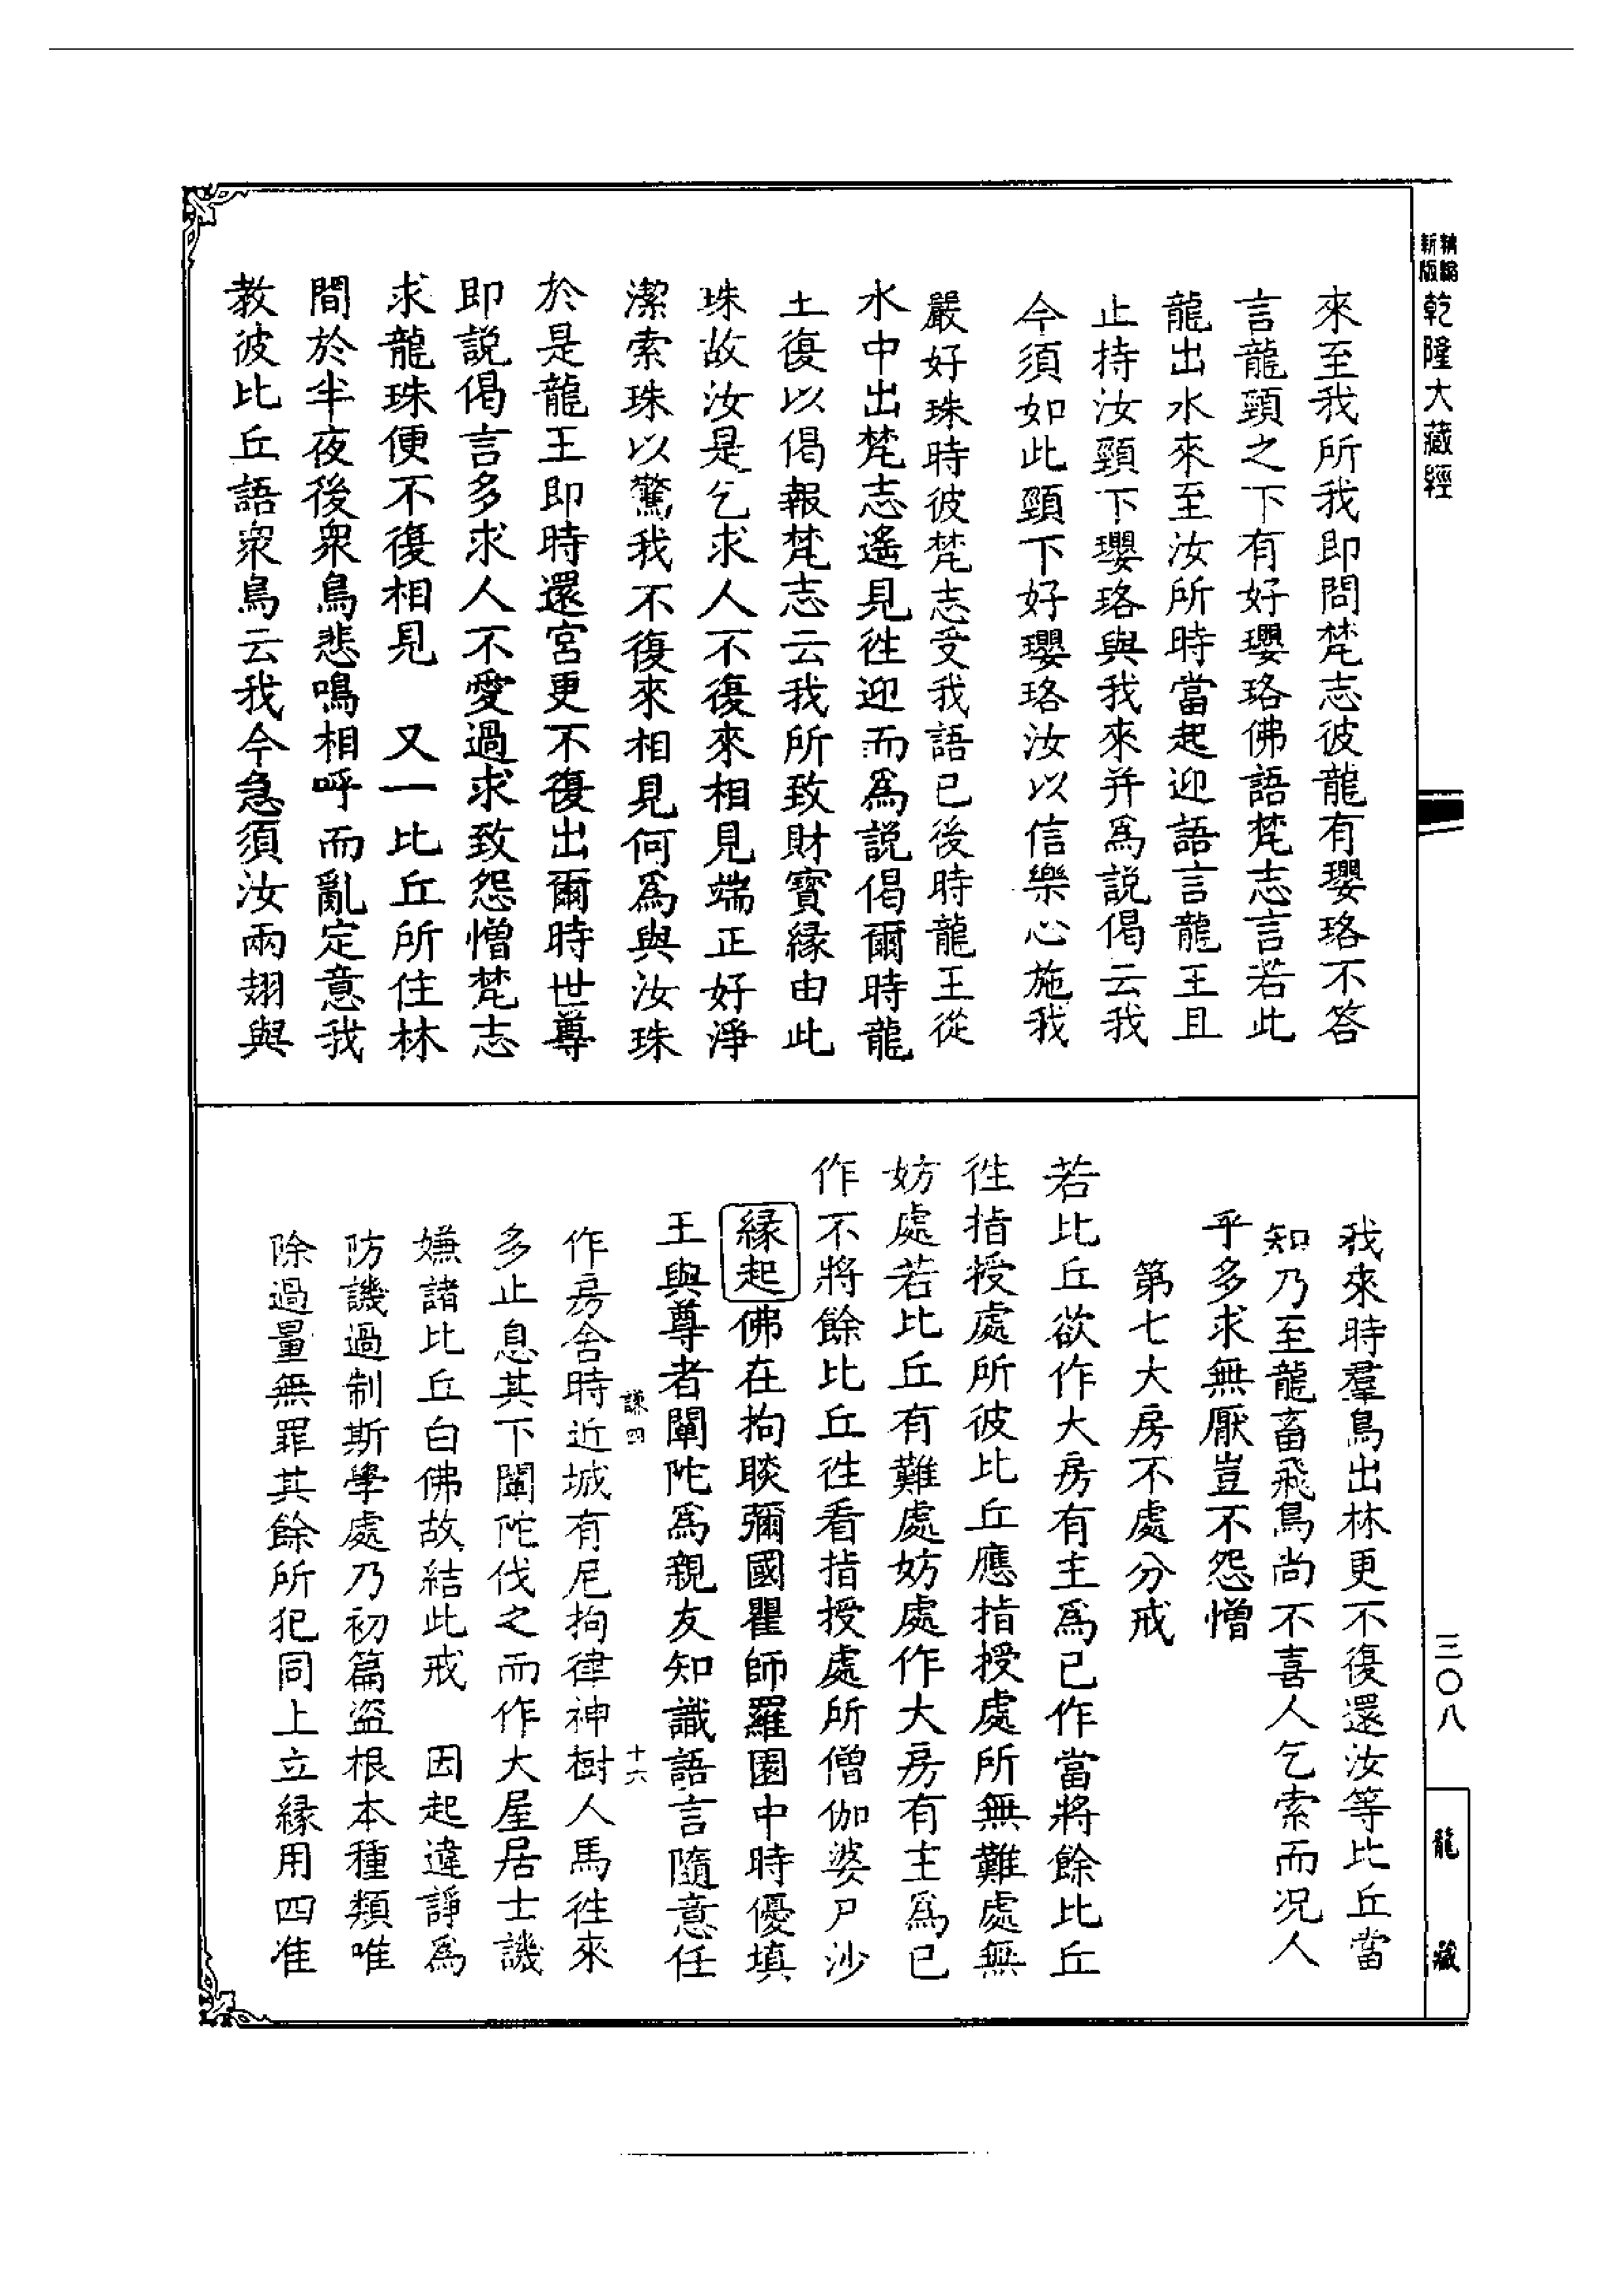 精編新版
乾隆大藏經
來至我所我即問梵志彼龍有瓔珞不答
言龍頸之下有好瓔珞佛語梵志言若此
龍出水來至汝所時當起迎語言龍王且
止持汝頸下瓔珞與我來并為説偈云我
今須如此頸下好瓔珞汝以信樂心施我
嚴好珠時彼梵志受我語已後時龍王從
水中出梵志遙見徃迎而為説偈爾時龍
土復以偈報梵志云我所致財寶緣由此
珠故汝是乞求人不復來相見端正好淨
潔索珠以驚我不復來相見何為與汝珠
於是龍王即時還宮更不復出爾時世尊
即説偈言多求人不愛過求致怨憎梵志
求龍珠便不復相見　又一比丘所住林
間於半夜後衆鳥悲鳴相呼而亂定意我
教彼比丘語衆鳥云我今急須汝兩翅與
我來時羣鳥出林更不復還汝等比丘當
知乃至龍畜飛鳥尚不喜人乞索而况人
乎多求無厭豈不怨憎
第七大房不處分戒
若比丘欲作大房有主為已作當將餘比丘
徃指授處所彼比丘應指授處所無難處無
妨處若比丘有難處妨處作大房有主為已
作不將餘比丘徃看指授處所僧伽婆尸沙
緣起佛在拘睒彌國瞿師羅園中時優填
王與尊者闡陀為親友知識語言隨意任
謙四
十六
作房舍時近城有尼拘律神樹人馬徃來
多止息其下闡陀伐之而作大屋居士譏
嫌諸比丘白佛故結此戒　因起違諍為
防譏過制斯學處乃初篇盜根本種類唯
除過量無罪其餘所犯同上立緣用四准
三〇八
龍藏